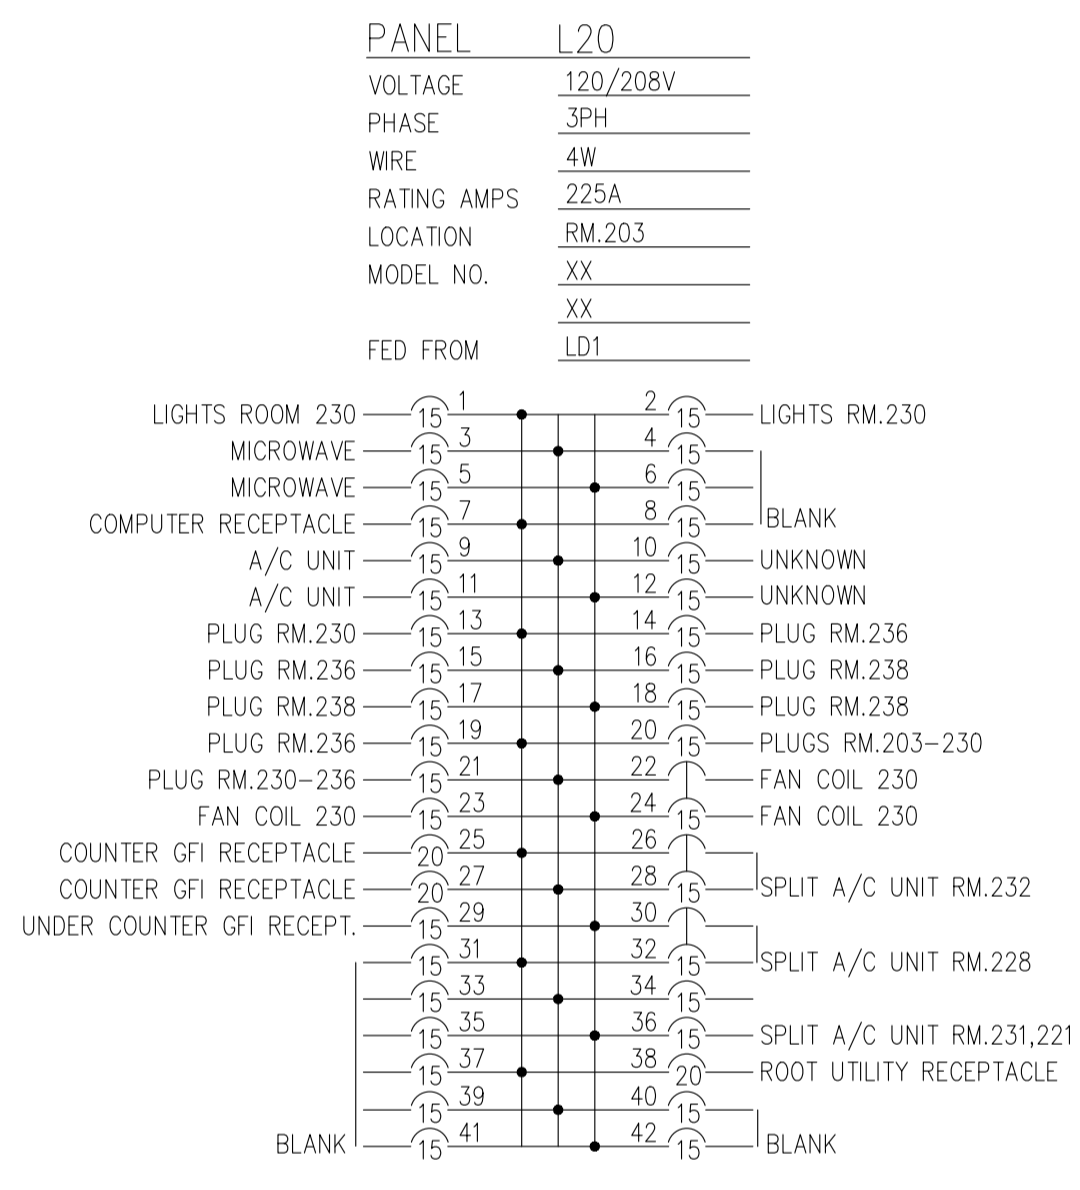 PANEL L20
VOLTAGE 120/208V
PHASE 3PH
WIRE 4W
RATING AMPS 225A
LOCATION RM.203
MODEL NO. XX
XX
FED FROM LD1
LIGHTS ROOM 230 15 1 2 15 LIGHTS RM.230
MICROWAVE 15 3 4 15
MICROWAVE 15 5 6 15
COMPUTER RECEPTACLE 15 7 8 15 BLANK
A/C UNIT 15 9 10 15 UNKNOWN
A/C UNIT 15 11 12 15 UNKNOWN
PLUG RM.230 15 13 14 15 PLUG RM.236
PLUG RM.236 15 15 16 15 PLUG RM.238
PLUG RM.238 15 17 18 15 PLUG RM.238
PLUG RM.236 15 19 20 15 PLUGS RM.203-230
PLUG RM.230-236 15 21 22 FAN COIL 230
FAN COIL 230 15 23 24 15 FAN COIL 230
COUNTER GFI RECEPTACLE 20 25 26
COUNTER GFI RECEPTACLE 20 27 28 15 SPLIT A/C UNIT RM.232
UNDER COUNTER GFI RECEPT. 15 29 30
15 31 32 15 SPLIT A/C UNIT RM.228
15 33 34 15
15 35 36 15 SPLIT A/C UNIT RM.231,221
15 37 38 20 ROOT UTILITY RECEPTACLE
15 39 40 15
BLANK 15 41 42 15 BLANK